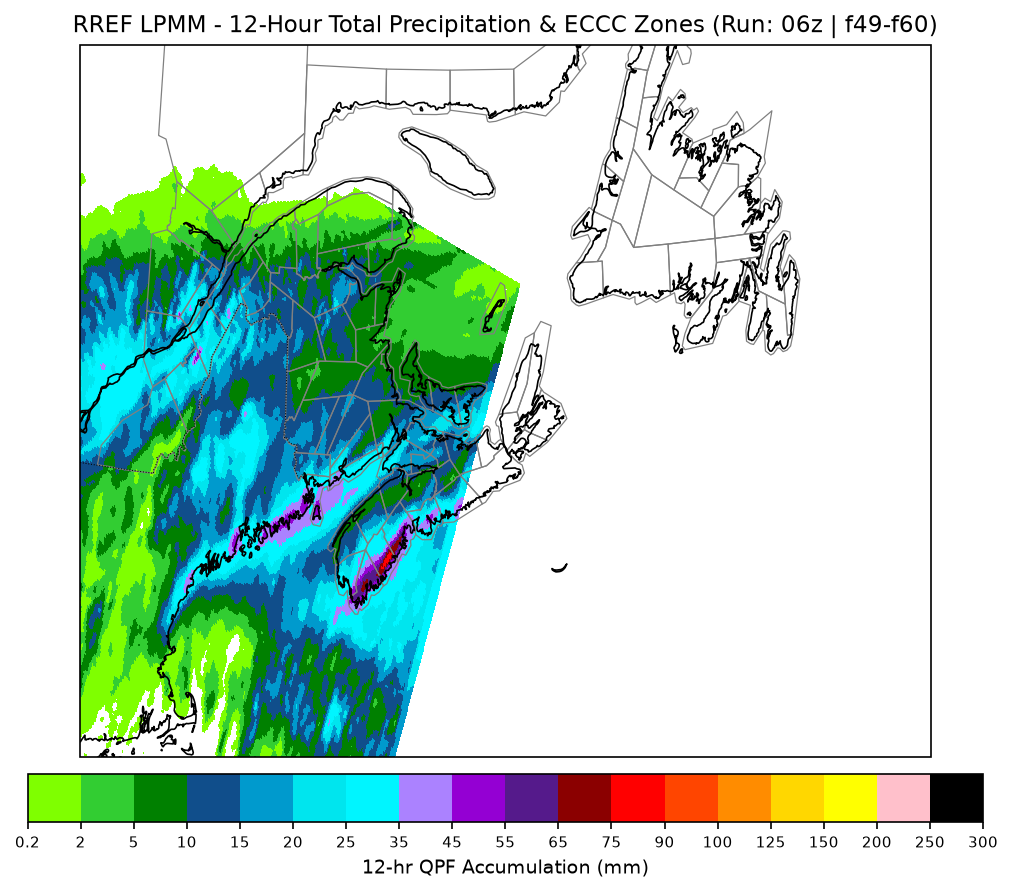 RREF LPMM - 12-Hour Total Precipitation & ECCC Zones (Run: 06z | f49-f60)
0.2 2 5 10 15 20 25 35 45 55 65 80 90 100 125 150 200 250 300
12-hr QPF Accumulation (mm)